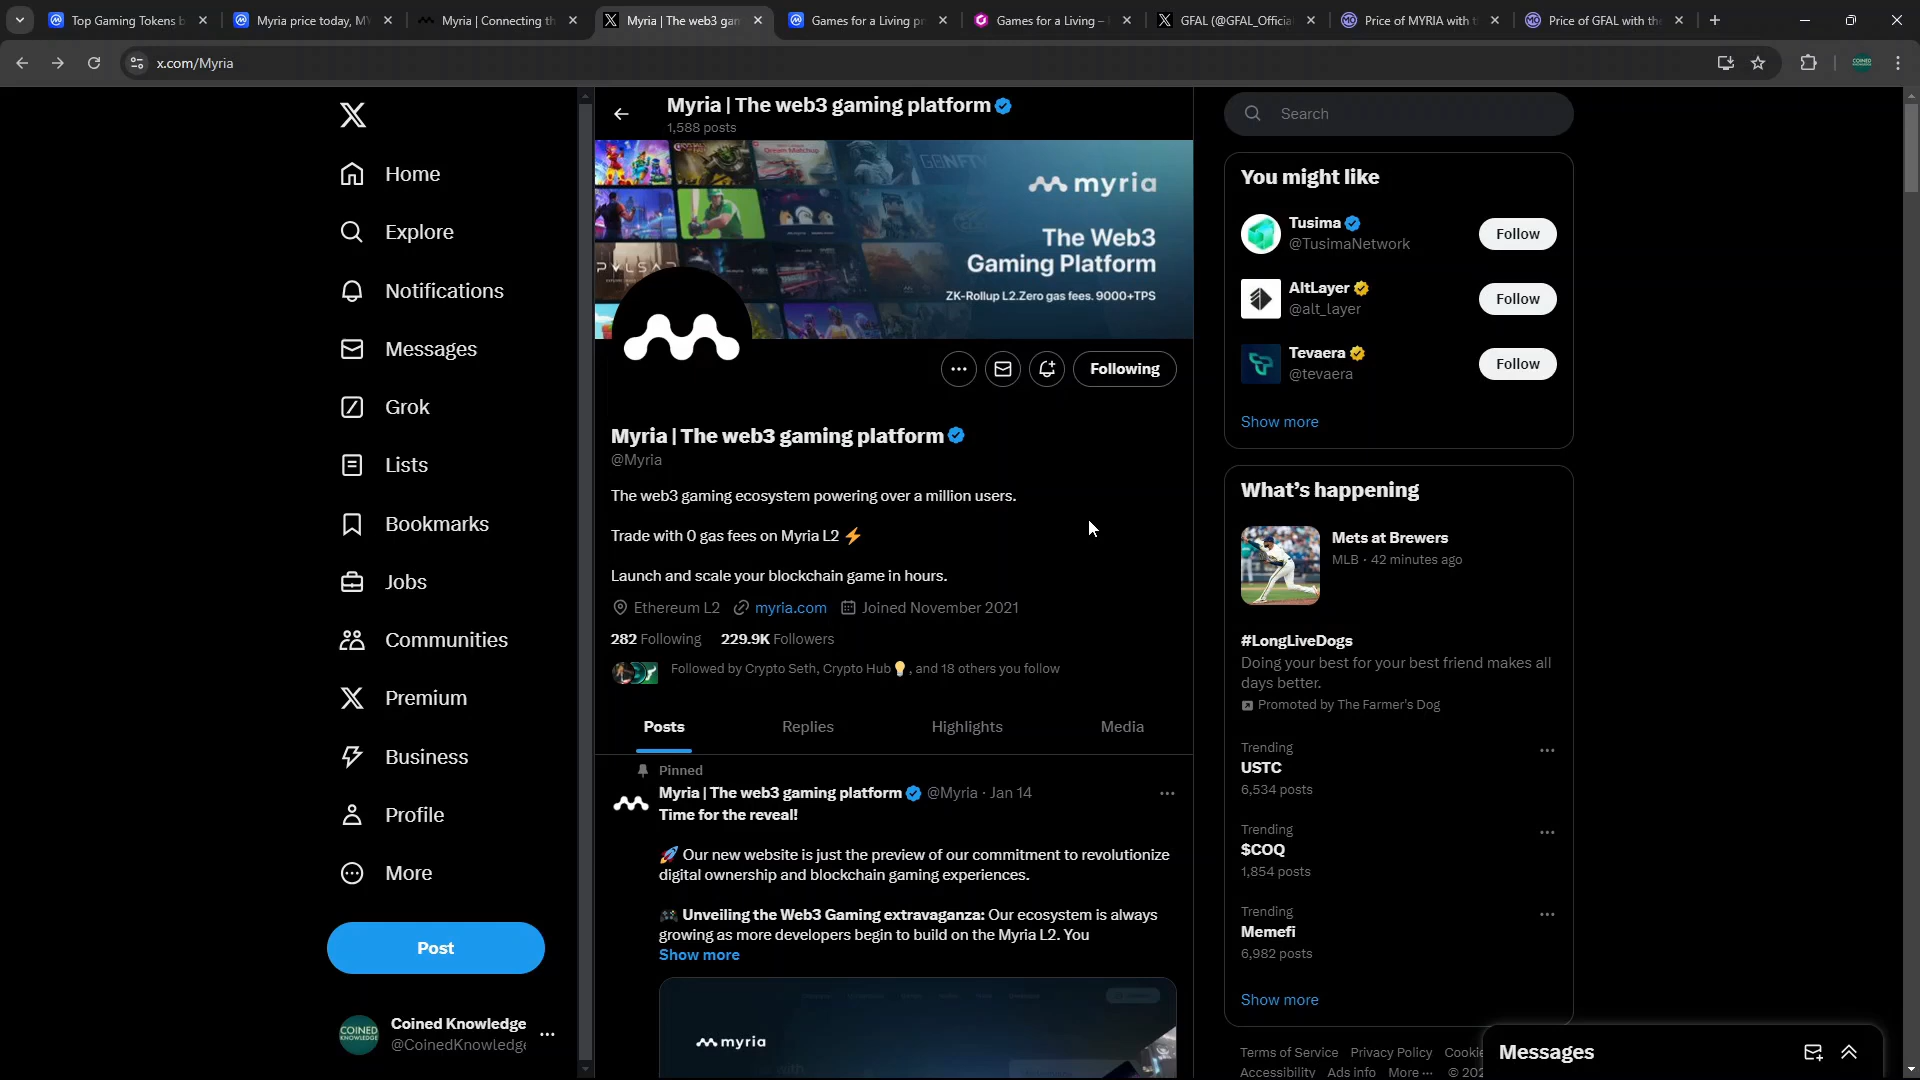 Top Gaming Tokens b
Myria price today, MY
Myria | Connecting th
Myria | The web3 gam
Games for a Living pr
Games for a Living –
GFAL (@GFAL_Official
Price of MYRIA with t
Price of GFAL with the
x.com/Myria
Home
Explore
Notifications
Messages
Grok
Lists
Bookmarks
Jobs
Communities
Premium
Business
Profile
More
Post
Coined Knowledge
@CoinedKnowledge
Myria | The web3 gaming platform
1,588 posts
myria
The Web3
Gaming Platform
ZK-Rollup L2.Zero gas fees. 9000+TPS
Following
Myria | The web3 gaming platform
@Myria
The web3 gaming ecosystem powering over a million users.
Trade with 0 gas fees on Myria L2 ⚡
Launch and scale your blockchain game in hours.
Ethereum L2 myria.com Joined November 2021
282 Following 229.9K Followers
Followed by Crypto Seth, Crypto Hub💡, and 18 others you follow
Posts Replies Highlights Media
Pinned
Myria | The web3 gaming platform @Myria · Jan 14
Time for the reveal!
🚀 Our new website is just the preview of our commitment to revolutionize
digital ownership and blockchain gaming experiences.
🎮 Unveiling the Web3 Gaming extravaganza: Our ecosystem is always
growing as more developers begin to build on the Myria L2. You
Show more
myria
Search
You might like
Tusima
@TusimaNetwork
Follow
AltLayer
@alt_layer
Follow
Tevaera
@tevaera
Follow
Show more
What's happening
Mets at Brewers
MLB · 42 minutes ago
#LongLiveDogs
Doing your best for your best friend makes all
days better.
Promoted by The Farmer's Dog
Trending
USTC
6,534 posts
Trending
$COQ
1,854 posts
Trending
Memefi
6,982 posts
Show more
Terms of Service Privacy Policy Cookie
Accessibility Ads info More ··· © 202
Messages